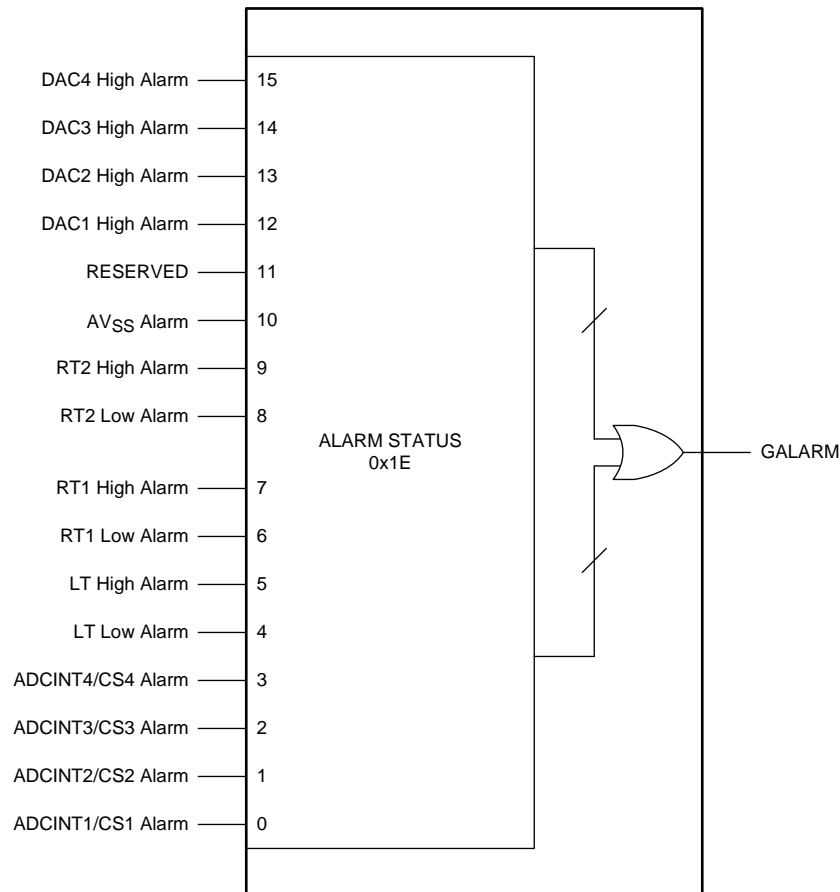 DAC4 High Alarm 15
DAC3 High Alarm 14
DAC2 High Alarm 13
DAC1 High Alarm 12
RESERVED 11
AVSS Alarm 10
RT2 High Alarm 9
RT2 Low Alarm 8
ALARM STATUS
0x1E
GALARM
RT1 High Alarm 7
RT1 Low Alarm 6
LT High Alarm 5
LT Low Alarm 4
ADCINT4/CS4 Alarm 3
ADCINT3/CS3 Alarm 2
ADCINT2/CS2 Alarm 1
ADCINT1/CS1 Alarm 0